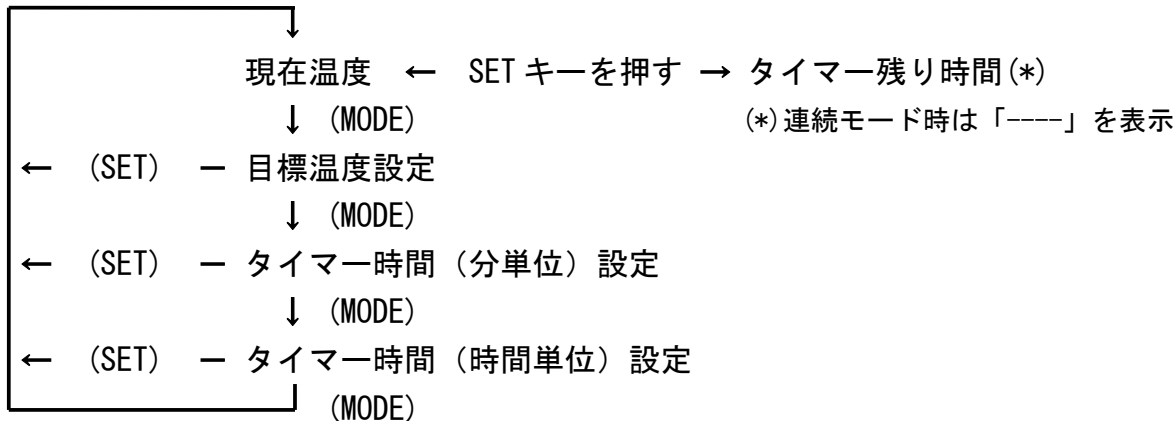 現在温度 ← SETキーを押す → タイマー残り時間(*)
↓ (MODE) (*)連続モード時は「----」を表示
← (SET) － 目標温度設定
↓ (MODE)
← (SET) － タイマー時間（分単位）設定
↓ (MODE)
← (SET) － タイマー時間（時間単位）設定
(MODE)